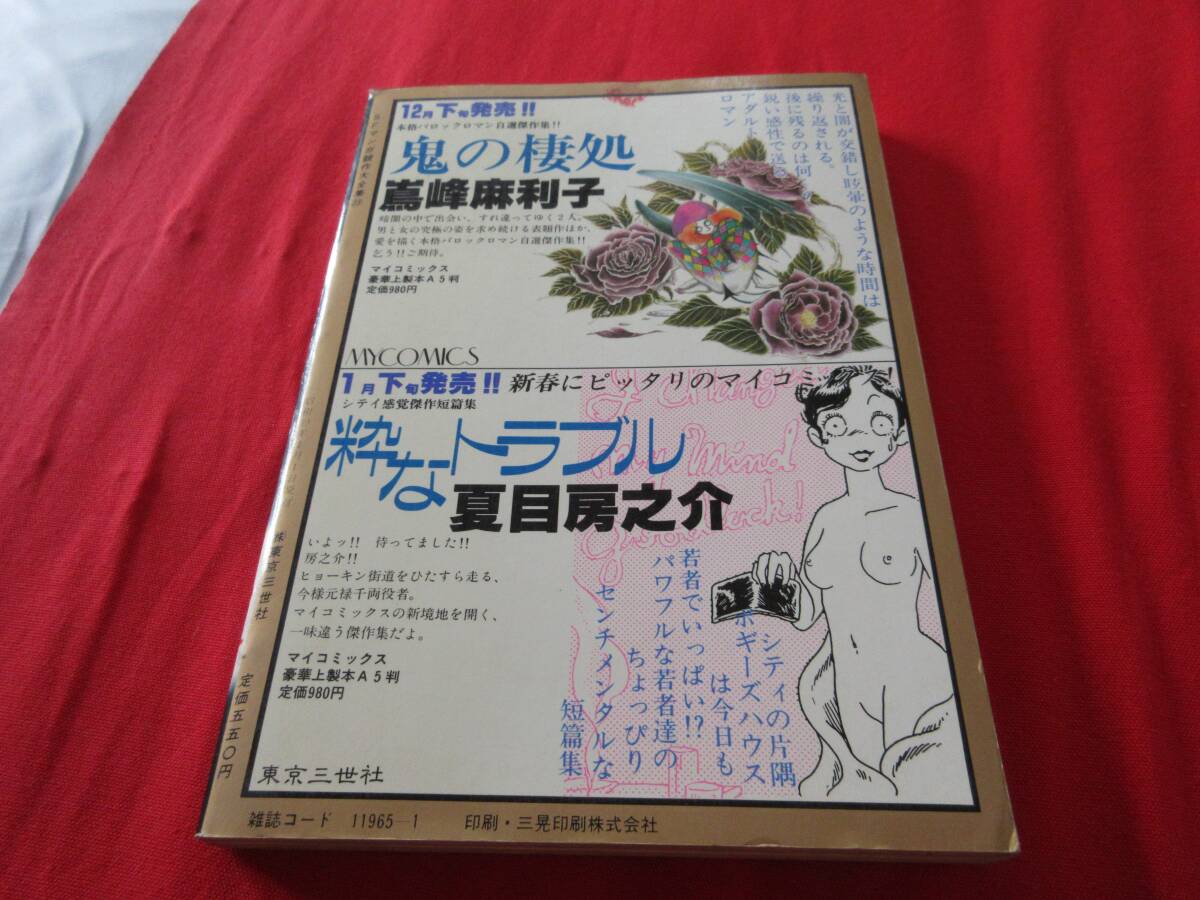 12月下旬発売!!
本格バロックロマン自選傑作集!!
鬼の棲処
蔦峰麻利子
暗闇の中で出会い、すれ違ってゆく2人。
男と女の究極の姿を求め続ける表題作ほか、
愛を描く本格バロックロマン自選傑作集!!
乞う!!ご期待。
マイコミックス
豪華上製本A5判
定価980円
光と闇が交錯し眩暈のような時間は
繰り返される。
後に残るのは何
鋭い感性で送る
アダルト
ロマン
MYCOMICS
1月下旬発売!! 新春にピッタリのマイコミッ
シティ感覚傑作短篇集
粋なトラブル
夏目房之介
いよッ!! 待ってました!!
房之介!!
ヒョーキン街道をひたすら走る、
今様元禄千両役者。
マイコミックスの新境地を開く、
一味違う傑作集だよ。
マイコミックス
豪華上製本A5判
定価980円
シティの片隅
ボギーズハウス
は今日も
若者でいっぱい!?
パワフルな若者達の
ちょっぴり
センチメンタルな
短篇集
Mind
東京三世社
雑誌コード 11965-1 印刷・三晃印刷株式会社
㈱東京三世社
定価五五〇円